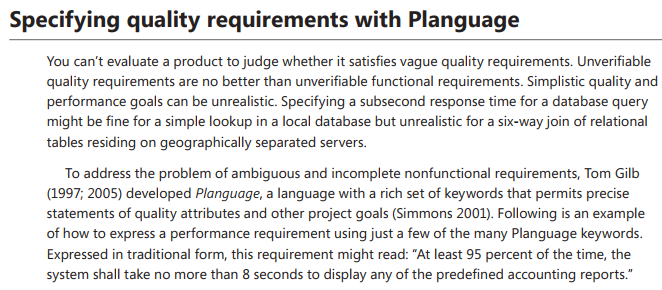 Specifying quality requirements with Planguage
You can’t evaluate a product to judge whether it satisfies vague quality requirements. Unverifiable
quality requirements are no better than unverifiable functional requirements. Simplistic quality and
performance goals can be unrealistic. Specifying a subsecond response time for a database query
might be fine for a simple lookup in a local database but unrealistic for a six-way join of relational
tables residing on geographically separated servers.
To address the problem of ambiguous and incomplete nonfunctional requirements, Tom Gilb
(1997; 2005) developed Planguage, a language with a rich set of keywords that permits precise
statements of quality attributes and other project goals (Simmons 2001). Following is an example
of how to express a performance requirement using just a few of the many Planguage keywords.
Expressed in traditional form, this requirement might read: “At least 95 percent of the time, the
system shall take no more than 8 seconds to display any of the predefined accounting reports.”